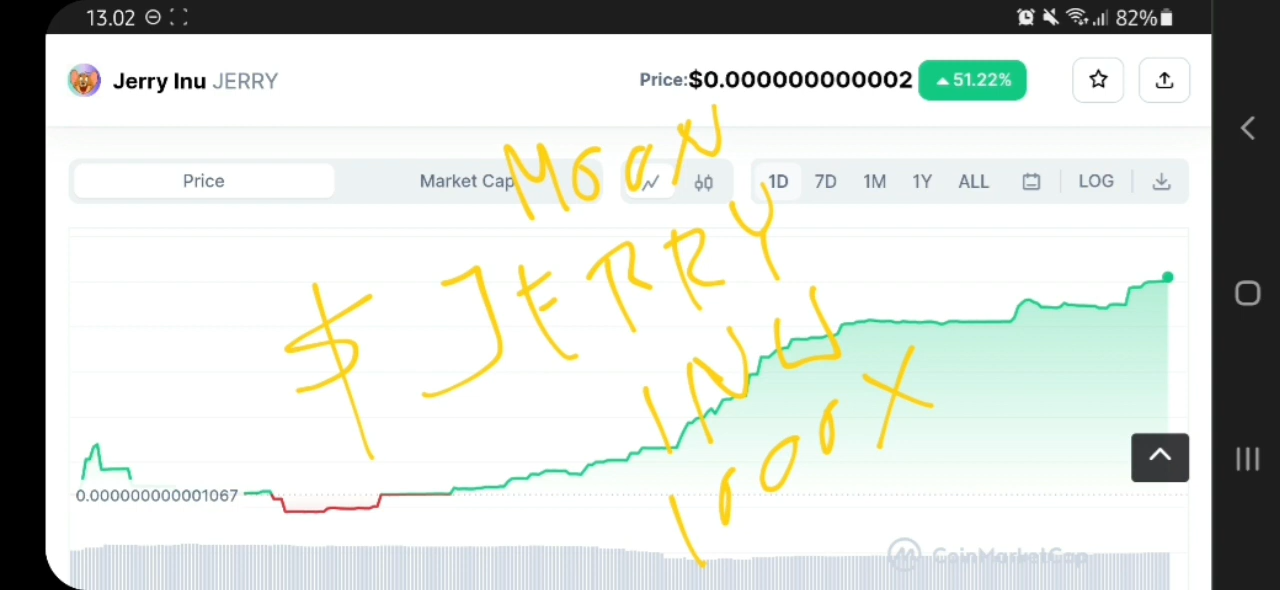 13.02 82%
Jerry Inu JERRY Price:$0.000000000002 51.22%
Price Market Cap 1D 7D 1M 1Y ALL LOG
MOON
$ JERRY
INU
1000X
0.000000000001067
CoinMarketCap